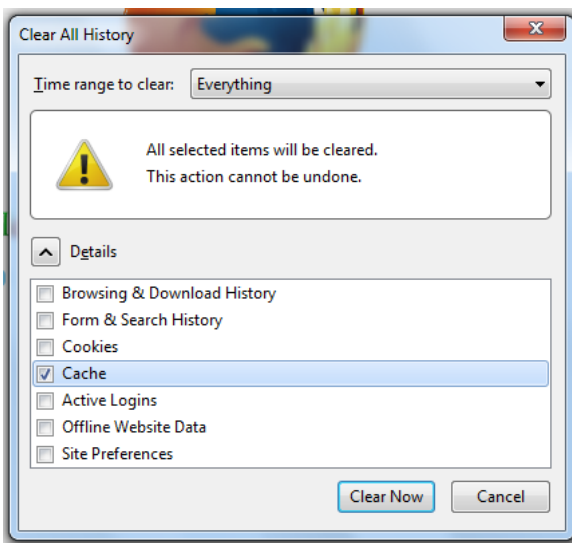 Clear All History
Time range to clear: Everything
All selected items will be cleared.
This action cannot be undone.
Details
Browsing & Download History
Form & Search History
Cookies
Cache
Active Logins
Offline Website Data
Site Preferences
Clear Now Cancel